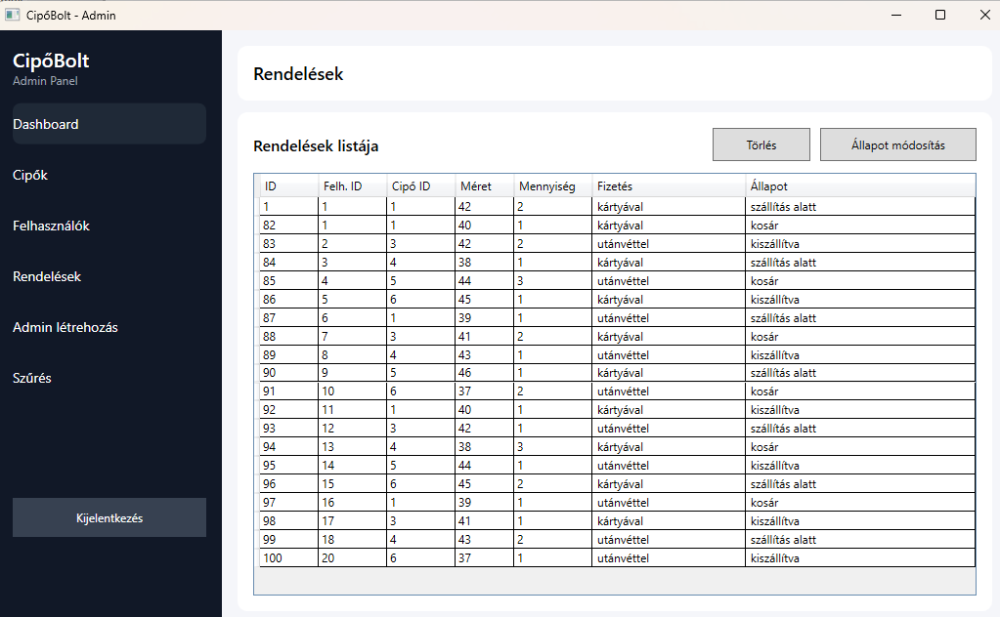 CipőBolt - Admin
CipőBolt
Admin Panel
Dashboard
Cipők
Felhasználók
Rendelések
Admin létrehozás
Szűrés
Kijelentkezés
Rendelések
Rendelések listája
Törlés
Állapot módosítás
ID Felh. ID Cipő ID Méret Mennyiség Fizetés Állapot
1 1 1 42 2 kártyával szállítás alatt
82 1 1 40 1 kártyával kosár
83 2 3 42 2 utánvéttel kiszállítva
84 3 4 38 1 kártyával szállítás alatt
85 4 5 44 3 utánvéttel kosár
86 5 6 45 1 kártyával kiszállítva
87 6 1 39 1 utánvéttel szállítás alatt
88 7 3 41 2 kártyával kosár
89 8 4 43 1 utánvéttel kiszállítva
90 9 5 46 1 kártyával szállítás alatt
91 10 6 37 2 utánvéttel kosár
92 11 1 40 1 kártyával kiszállítva
93 12 3 42 1 utánvéttel szállítás alatt
94 13 4 38 3 kártyával kosár
95 14 5 44 1 utánvéttel kiszállítva
96 15 6 45 2 kártyával szállítás alatt
97 16 1 39 1 utánvéttel kosár
98 17 3 41 1 kártyával kiszállítva
99 18 4 43 2 utánvéttel szállítás alatt
100 20 6 37 1 utánvéttel kiszállítva